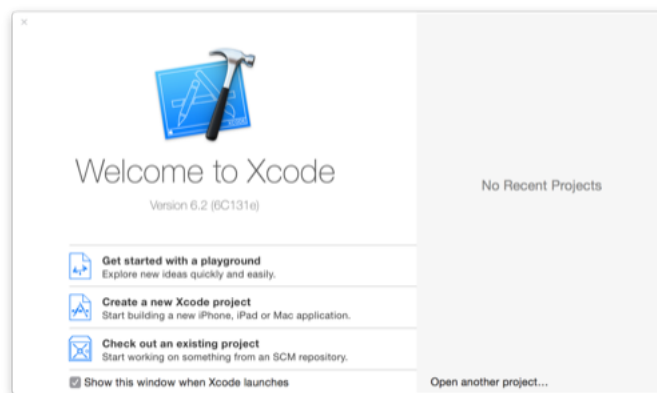 XCODE
Welcome to Xcode
Version 6.2 (6C131e)
Get started with a playground
Explore new ideas quickly and easily.
Create a new Xcode project
Start building a new iPhone, iPad or Mac application.
Check out an existing project
Start working on something from an SCM repository.
Show this window when Xcode launches
No Recent Projects
Open another project...